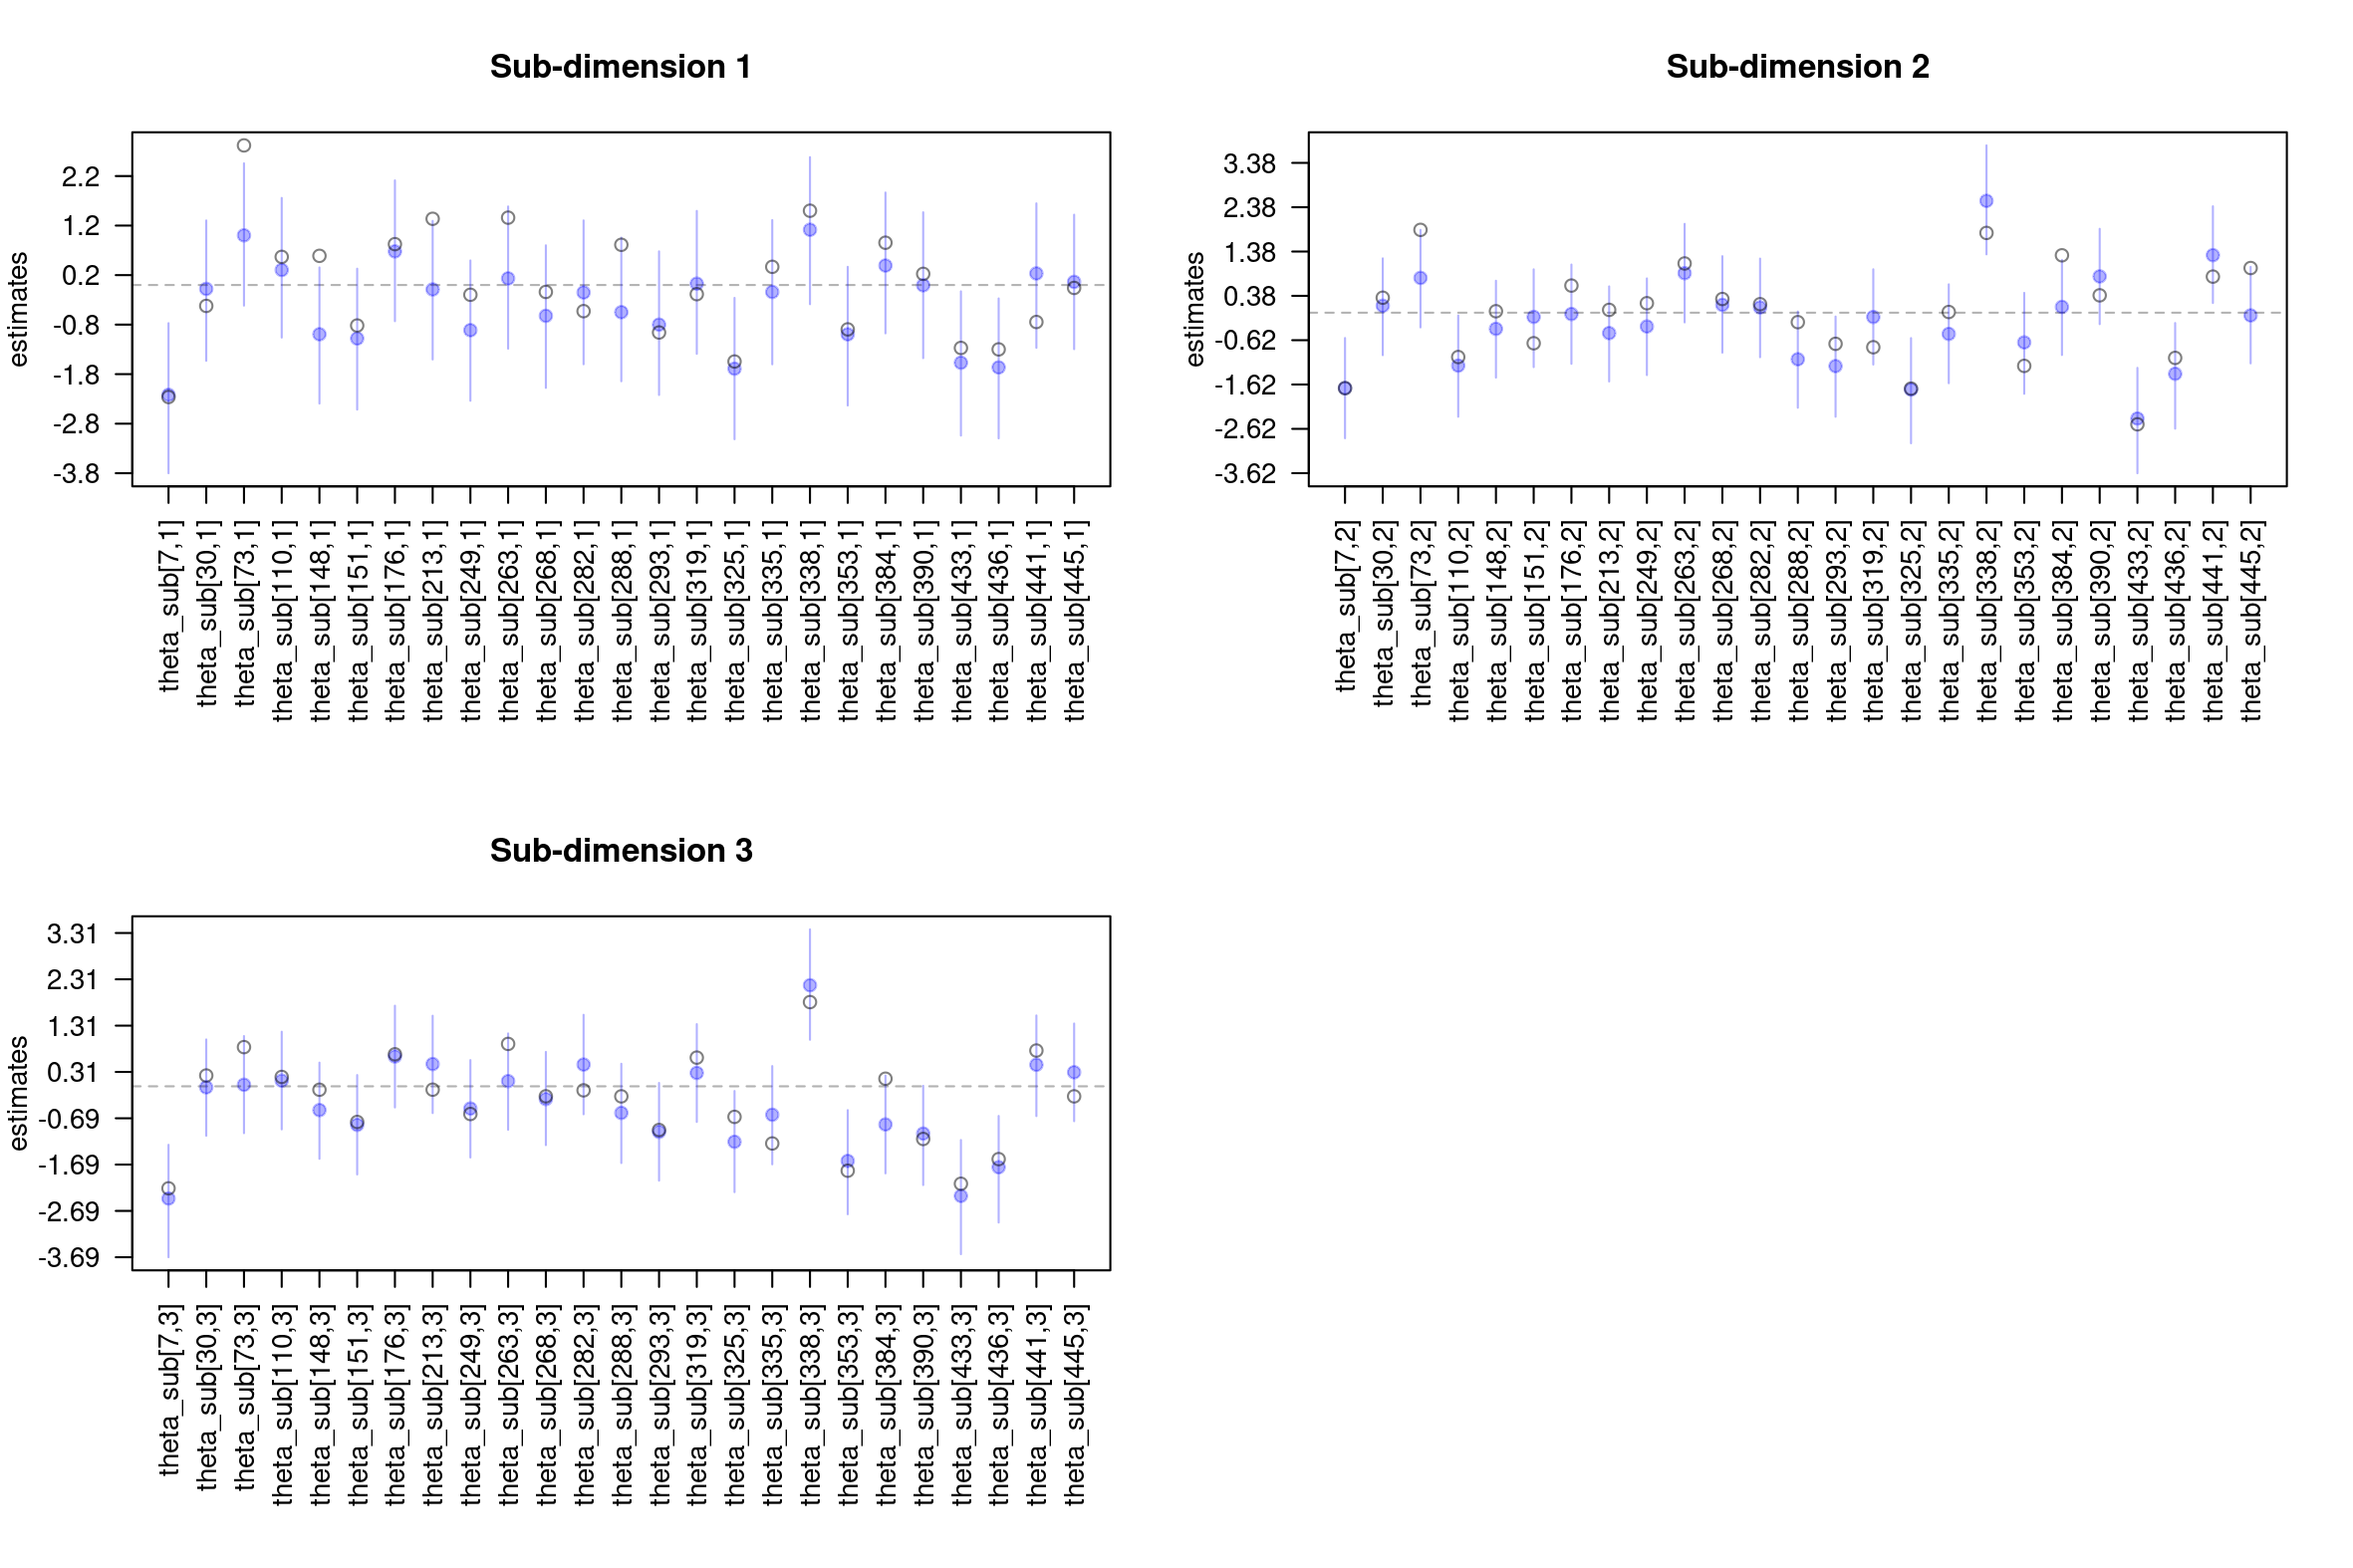 Sub-dimension 1
estimates
2.2
1.2
0.2
-0.8
-1.8
-2.8
-3.8
theta_sub[7,1]
theta_sub[30,1]
theta_sub[73,1]
theta_sub[110,1]
theta_sub[148,1]
theta_sub[151,1]
theta_sub[176,1]
theta_sub[213,1]
theta_sub[249,1]
theta_sub[263,1]
theta_sub[268,1]
theta_sub[282,1]
theta_sub[288,1]
theta_sub[293,1]
theta_sub[319,1]
theta_sub[325,1]
theta_sub[335,1]
theta_sub[338,1]
theta_sub[353,1]
theta_sub[384,1]
theta_sub[390,1]
theta_sub[433,1]
theta_sub[436,1]
theta_sub[441,1]
theta_sub[445,1]
Sub-dimension 2
estimates
3.38
2.38
1.38
0.38
-0.62
-1.62
-2.62
-3.62
theta_sub[7,2]
theta_sub[30,2]
theta_sub[73,2]
theta_sub[110,2]
theta_sub[148,2]
theta_sub[151,2]
theta_sub[176,2]
theta_sub[213,2]
theta_sub[249,2]
theta_sub[263,2]
theta_sub[268,2]
theta_sub[282,2]
theta_sub[288,2]
theta_sub[293,2]
theta_sub[319,2]
theta_sub[325,2]
theta_sub[335,2]
theta_sub[338,2]
theta_sub[353,2]
theta_sub[384,2]
theta_sub[390,2]
theta_sub[433,2]
theta_sub[436,2]
theta_sub[441,2]
theta_sub[445,2]
Sub-dimension 3
estimates
3.31
2.31
1.31
0.31
-0.69
-1.69
-2.69
-3.69
theta_sub[7,3]
theta_sub[30,3]
theta_sub[73,3]
theta_sub[110,3]
theta_sub[148,3]
theta_sub[151,3]
theta_sub[176,3]
theta_sub[213,3]
theta_sub[249,3]
theta_sub[263,3]
theta_sub[268,3]
theta_sub[282,3]
theta_sub[288,3]
theta_sub[293,3]
theta_sub[319,3]
theta_sub[325,3]
theta_sub[335,3]
theta_sub[338,3]
theta_sub[353,3]
theta_sub[384,3]
theta_sub[390,3]
theta_sub[433,3]
theta_sub[436,3]
theta_sub[441,3]
theta_sub[445,3]